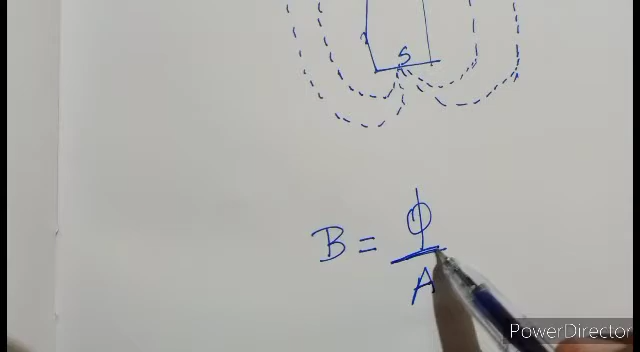 S
B = φ/A
PowerDirector